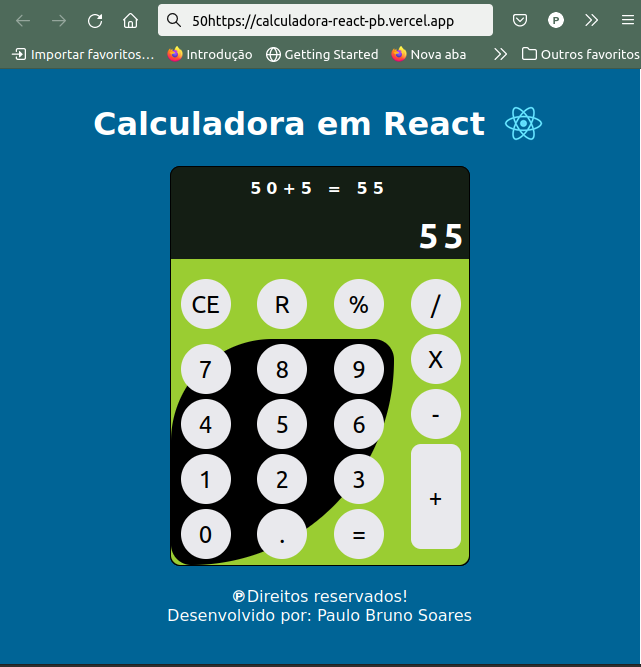 50https://calculadora-react-pb.vercel.app
Importar favoritos… Introdução Getting Started Nova aba Outros favoritos
Calculadora em React
50+5 = 55
55
CE R % /
7 8 9 X
4 5 6 -
1 2 3 +
0 . =
℗Direitos reservados!
Desenvolvido por: Paulo Bruno Soares